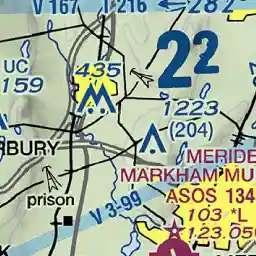 V 167 T 216 282
22
UC
435
159
1223
(204)
BURY
MERIDE
MARKHAM MU
prison
ASOS 134
V 3-99
103 *L
123.050